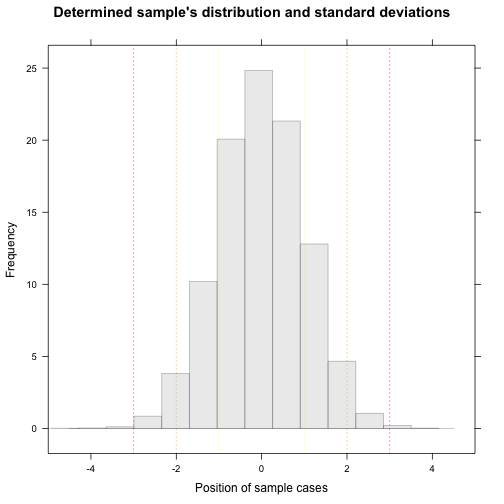 Determined sample's distribution and standard deviations
Frequency
25
20
15
10
5
0
-4 -2 0 2 4
Position of sample cases